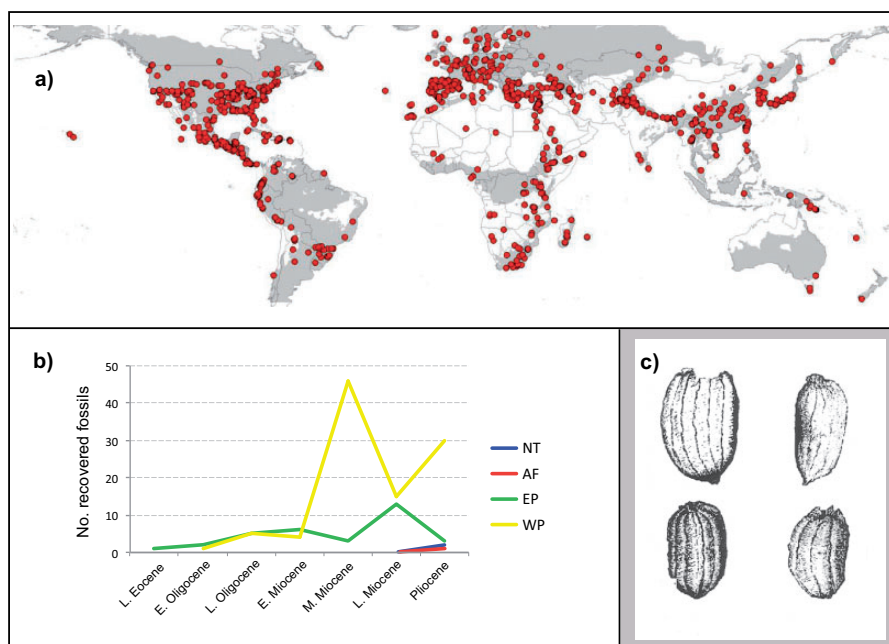 a)
b)
No. recovered fossils
50
40
30
20
10
0
L. Eocene
E. Oligocene
L. Oligocene
E. Miocene
M. Miocene
L. Miocene
Pliocene
NT
AF
EP
WP
c)